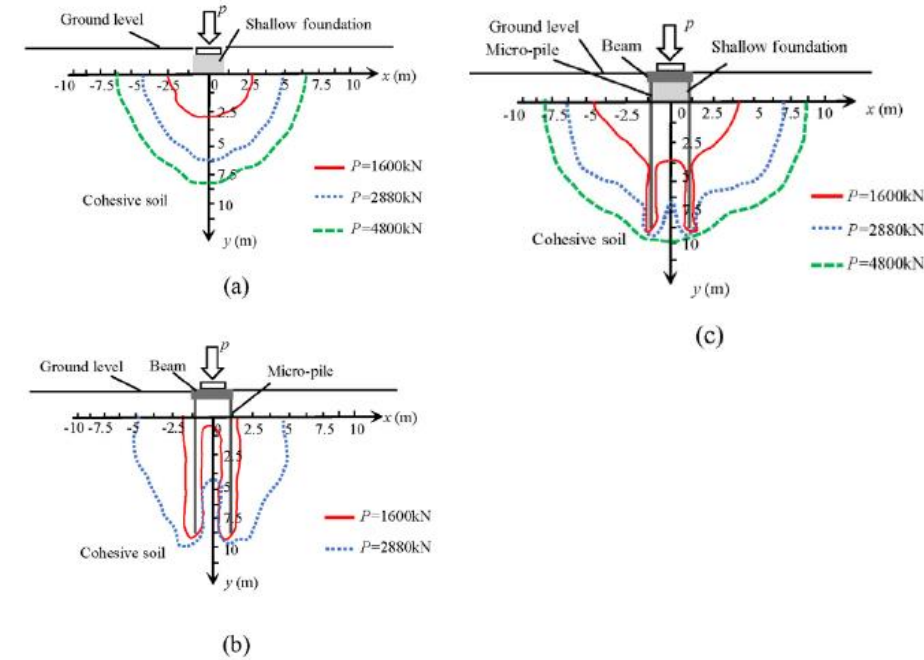 p
Ground level
Shallow foundation
-10 -7.5 -5 -2.5 0 2.5 5 7.5 10 x (m)
2.5
5
7.5
10
Cohesive soil
y (m)
P=1600kN
P=2880kN
P=4800kN
(a)
p
Ground level
Micro-pile
Beam
Shallow foundation
-10 -7.5 -5 -2.5 0 2.5 5 7.5 10 x (m)
2.5
5
7.5
10
Cohesive soil
y (m)
P=1600kN
P=2880kN
P=4800kN
(c)
p
Ground level
Beam
Micro-pile
-10 -7.5 -5 -2.5 0 2.5 5 7.5 10 x (m)
2.5
5
7.5
10
Cohesive soil
y (m)
P=1600kN
P=2880kN
(b)